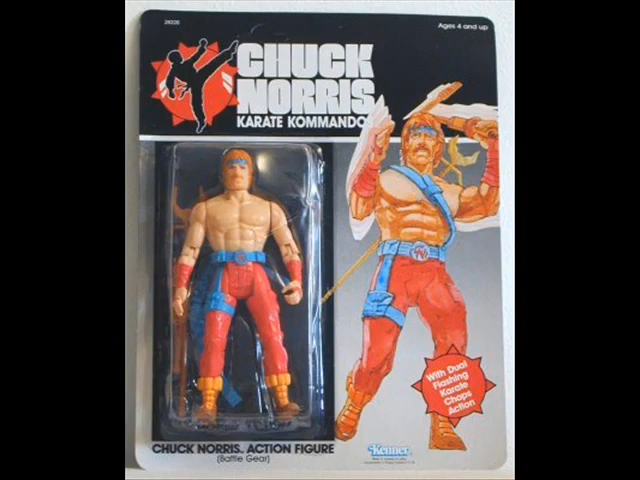 Ages 4 and up
CHUCK
NORRIS
KARATE KOMMANDOS
With Dual
Flashing
Karate
Chops
Action
CHUCK NORRIS™ ACTION FIGURE
(Battle Gear)
Kenner